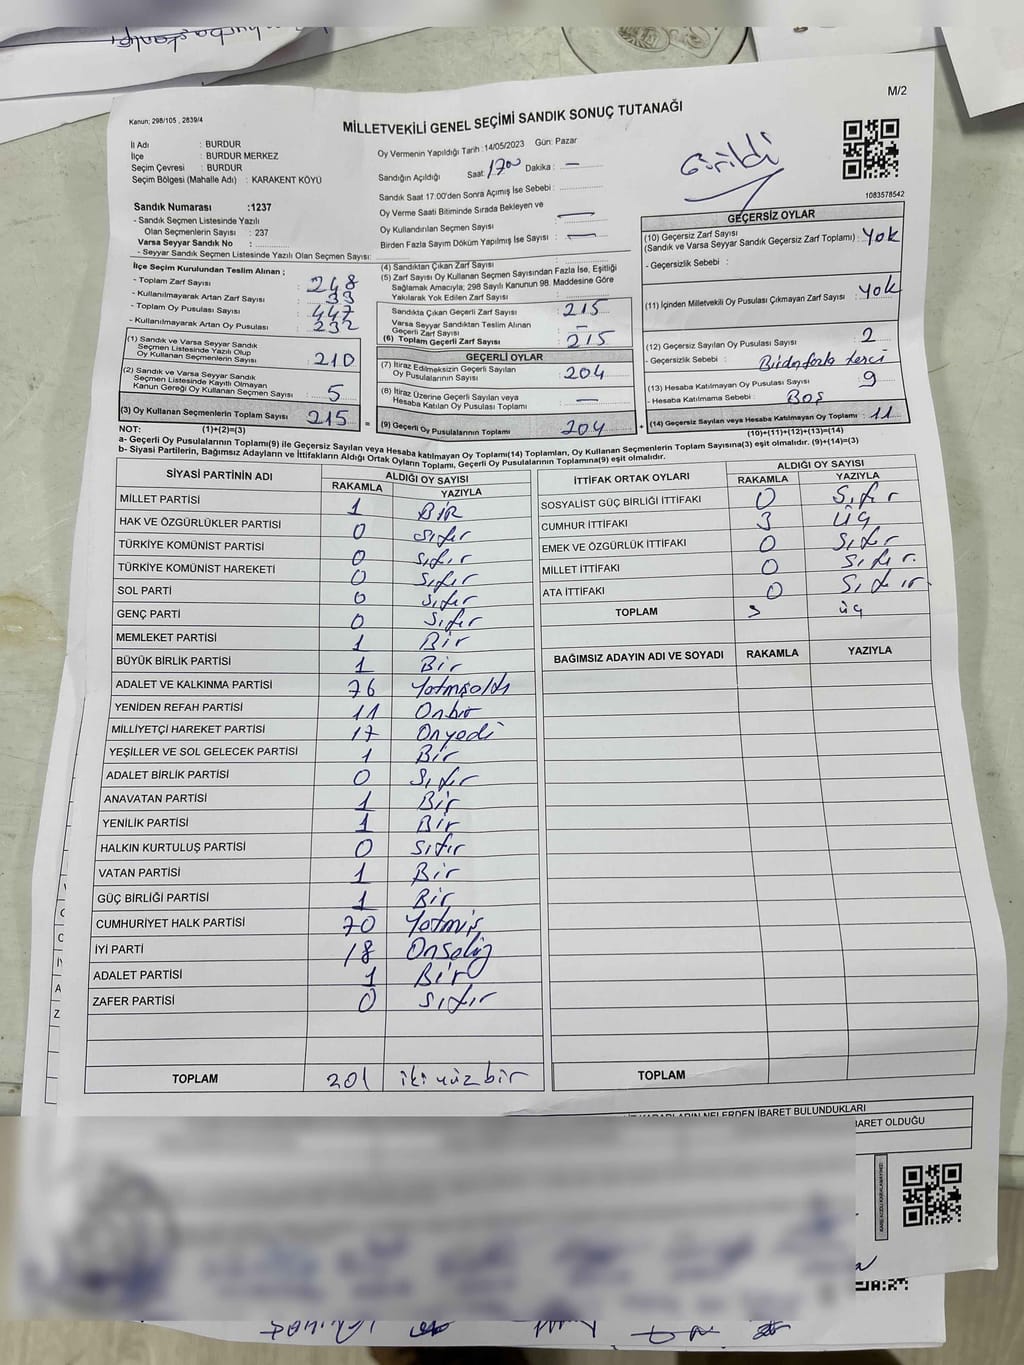 M/2
Kanun; 298/105 , 2839/4
MİLLETVEKİLİ GENEL SEÇİMİ SANDIK SONUÇ TUTANAĞI
Görüldü
İl Adı : BURDUR
İlçe : BURDUR MERKEZ
Seçim Çevresi : BURDUR
Seçim Bölgesi (Mahalle Adı) : KARAKENT KÖYÜ
Sandık Numarası :1237
- Sandık Seçmen Listesinde Yazılı
Olan Seçmenlerin Sayısı : 237
Varsa Seyyar Sandık No :
- Seyyar Sandık Seçmen Listesinde Yazılı Olan Seçmen Sayısı:
Oy Vermenin Yapıldığı Tarih : 14/05/2023 Gün: Pazar
Sandığın Açıldığı Saat: 17 00 Dakika : —
Sandık Saat 17:00'den Sonra Açımış İse Sebebi :
Oy Verme Saati Bitiminde Sırada Bekleyen ve
Oy Kullandırılan Seçmen Sayısı —
Birden Fazla Sayım Döküm Yapılmış İse Sayısı : —
1083578542
İlçe Seçim Kurulundan Teslim Alınan ;
- Toplam Zarf Sayısı : 248
- Kullanılmayarak Artan Zarf Sayısı : 33
- Toplam Oy Pusulası Sayısı : 447
- Kullanılmayarak Artan Oy Pusulası : 232
(1) Sandık ve Varsa Seyyar Sandık
Seçmen Listesinde Yazılı Olup
Oy Kullanan Seçmenlerin Sayısı : 210
(2) Sandık ve Varsa Seyyar Sandık
Seçmen Listesinde Kayıtlı Olmayan
Kanun Gereği Oy Kullanan Seçmen Sayısı : 5
(3) Oy Kullanan Seçmenlerin Toplam Sayısı : 215 =
(4) Sandıktan Çıkan Zarf Sayısı
(5) Zarf Sayısı Oy Kullanan Seçmen Sayısından Fazla İse, Eşitliği
Sağlamak Amacıyla; 298 Sayılı Kanunun 98. Maddesine Göre
Yakılarak Yok Edilen Zarf Sayısı :
Sandıkta Çıkan Geçerli Zarf Sayısı : 215
Varsa Seyyar Sandıktan Teslim Alınan
Geçerli Zarf Sayısı : —
(6) Toplam Geçerli Zarf Sayısı : 215
GEÇERLİ OYLAR
(7) İtiraz Edilmeksizin Geçerli Sayılan
Oy Pusulalarının Sayısı : 204
(8) İtiraz Üzerine Geçerli Sayılan veya
Hesaba Katılan Oy Pusulası Toplamı : —
(9) Geçerli Oy Pusulalarının Toplamı : 204 +
GEÇERSİZ OYLAR
(10) Geçersiz Zarf Sayısı
(Sandık ve Varsa Seyyar Sandık Geçersiz Zarf Toplamı) : Yok
- Geçersizlik Sebebi :
(11) İçinden Milletvekili Oy Pusulası Çıkmayan Zarf Sayısı : Yok
(12) Geçersiz Sayılan Oy Pusulası Sayısı : 2
- Geçersizlik Sebebi :
(13) Hesaba Katılmayan Oy Pusulası Sayısı : 9
- Hesaba Katılmama Sebebi : BOŞ
(14) Geçersiz Sayılan veya Hesaba Katılmayan Oy Toplamı : 11
NOT: (1)+(2)=(3) (10)+(11)+(12)+(13)=(14)
a- Geçerli Oy Pusulalarının Toplamı(9) ile Geçersiz Sayılan veya Hesaba Katılmayan Oy Toplamı(14) Toplamları, Oy Kullanan Seçmenlerin Toplam Sayısına(3) eşit olmalıdır. (9)+(14)=(3)
b- Siyasi Partilerin, Bağımsız Adayların ve İttifakların Aldığı Ortak Oyların Toplamı, Geçerli Oy Pusulalarının Toplamına(9) eşit olmalıdır.
SİYASİ PARTİNİN ADI ALDIĞI OY SAYISI
RAKAMLA YAZIYLA
MİLLET PARTİSİ 1 BİR
HAK VE ÖZGÜRLÜKLER PARTİSİ 0 sıfır
TÜRKİYE KOMÜNİST PARTİSİ 0 sıfır
TÜRKİYE KOMÜNİST HAREKETİ 0 sıfır
SOL PARTİ 0 sıfır
GENÇ PARTİ 0 sıfır
MEMLEKET PARTİSİ 1 Bir
BÜYÜK BİRLİK PARTİSİ 1 Bir
ADALET VE KALKINMA PARTİSİ 76 Yetmişaltı
YENİDEN REFAH PARTİSİ 11 Onbir
MİLLİYETÇİ HAREKET PARTİSİ 17 Onyedi
YEŞİLLER VE SOL GELECEK PARTİSİ 1 Bir
ADALET BİRLİK PARTİSİ 0 Sıfır
ANAVATAN PARTİSİ 1 Bir
YENİLİK PARTİSİ 1 Bir
HALKIN KURTULUŞ PARTİSİ 0 sıfır
VATAN PARTİSİ 1 Bir
GÜÇ BİRLİĞİ PARTİSİ 1 Bir
CUMHURİYET HALK PARTİSİ 70 Yetmiş
İYİ PARTİ 18 Onsekiz
ADALET PARTİSİ 1 Bir
ZAFER PARTİSİ 0 sıfır
TOPLAM 201 ikiyüzbir
İTTİFAK ORTAK OYLARI ALDIĞI OY SAYISI
RAKAMLA YAZIYLA
SOSYALİST GÜÇ BİRLİĞİ İTTİFAKI 0 Sıfır
CUMHUR İTTİFAKI 3 üç
EMEK VE ÖZGÜRLÜK İTTİFAKI 0 Sıfır
MİLLET İTTİFAKI 0 Sıfır.
ATA İTTİFAKI 0 Sıfır.
TOPLAM 3 üç
BAĞIMSIZ ADAYIN ADI VE SOYADI RAKAMLA YAZIYLA
TOPLAM
NELERDEN İBARET BULUNDUKLARI
İBARET OLDUĞU